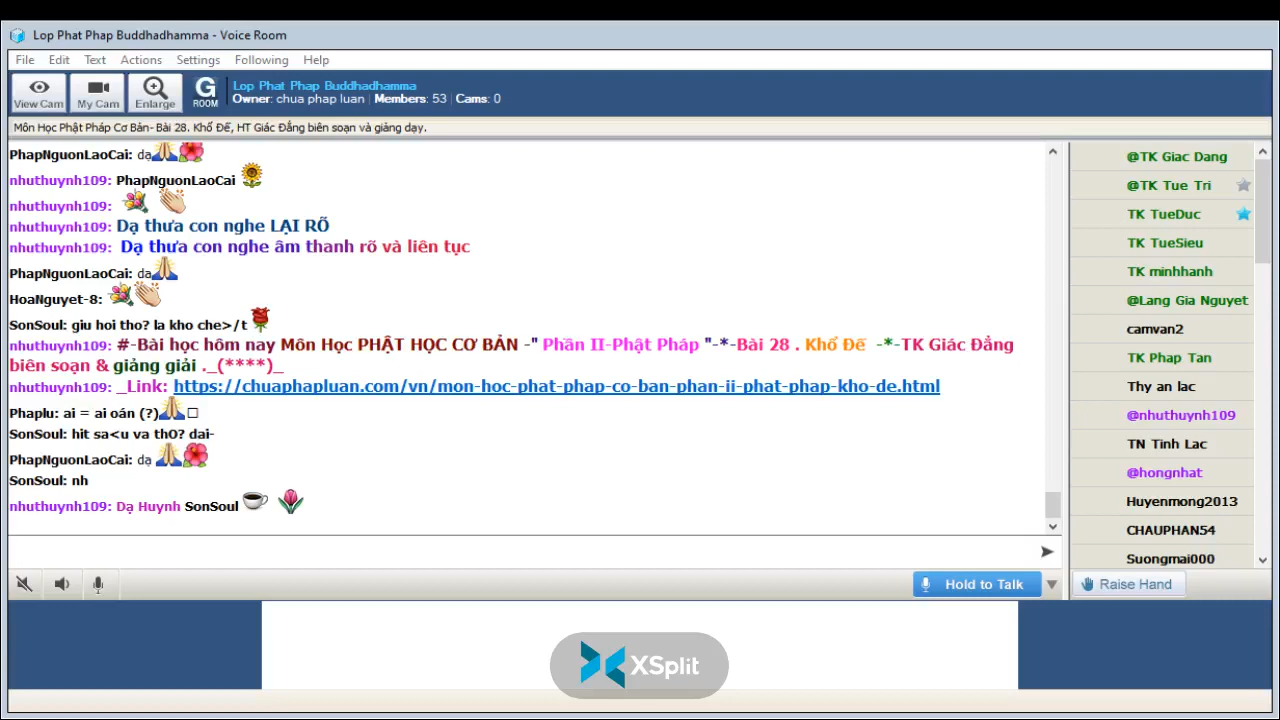 Lop Phat Phap Buddhadhamma - Voice Room
File Edit Text Actions Settings Following Help
View Cam My Cam Enlarge G ROOM
Lop Phat Phap Buddhadhamma
Owner: chua phap luan | Members: 53 | Cams: 0
Môn Học Phật Pháp Cơ Bản- Bài 28. Khổ Đế, HT Giác Đẳng biên soạn và giảng dạy.
PhapNguonLaoCai: dạ
nhuthuynh109: PhapNguonLaoCai
nhuthuynh109:
nhuthuynh109: Dạ thưa con nghe LẠI RÕ
nhuthuynh109: Dạ thưa con nghe âm thanh rõ và liên tục
PhapNguonLaoCai: dạ
HoaNguyet-8:
SonSoul: giu hoi tho? la kho che>/t
nhuthuynh109: #-Bài học hôm nay Môn Học PHẬT HỌC CƠ BẢN -" Phần II-Phật Pháp "-*-Bài 28 . Khổ Đế -*-TK Giác Đẳng
biên soạn & giảng giải ._(****)_
nhuthuynh109: _Link: https://chuaphapluan.com/vn/mon-hoc-phat-phap-co-ban-phan-ii-phat-phap-kho-de.html
Phaplu: ai = ai oán (?)
SonSoul: hit sa<u va thO? dai-
PhapNguonLaoCai: dạ
SonSoul: nh
nhuthuynh109: Dạ Huynh SonSoul
@TK Giac Dang
@TK Tue Tri
TK TueDuc
TK TueSieu
TK minhhanh
@Lang Gia Nguyet
camvan2
TK Phap Tan
Thy an lac
@nhuthuynh109
TN Tinh Lac
@hongnhat
Huyenmong2013
CHAUPHAN54
Suongmai000
Hold to Talk
Raise Hand
XSplit